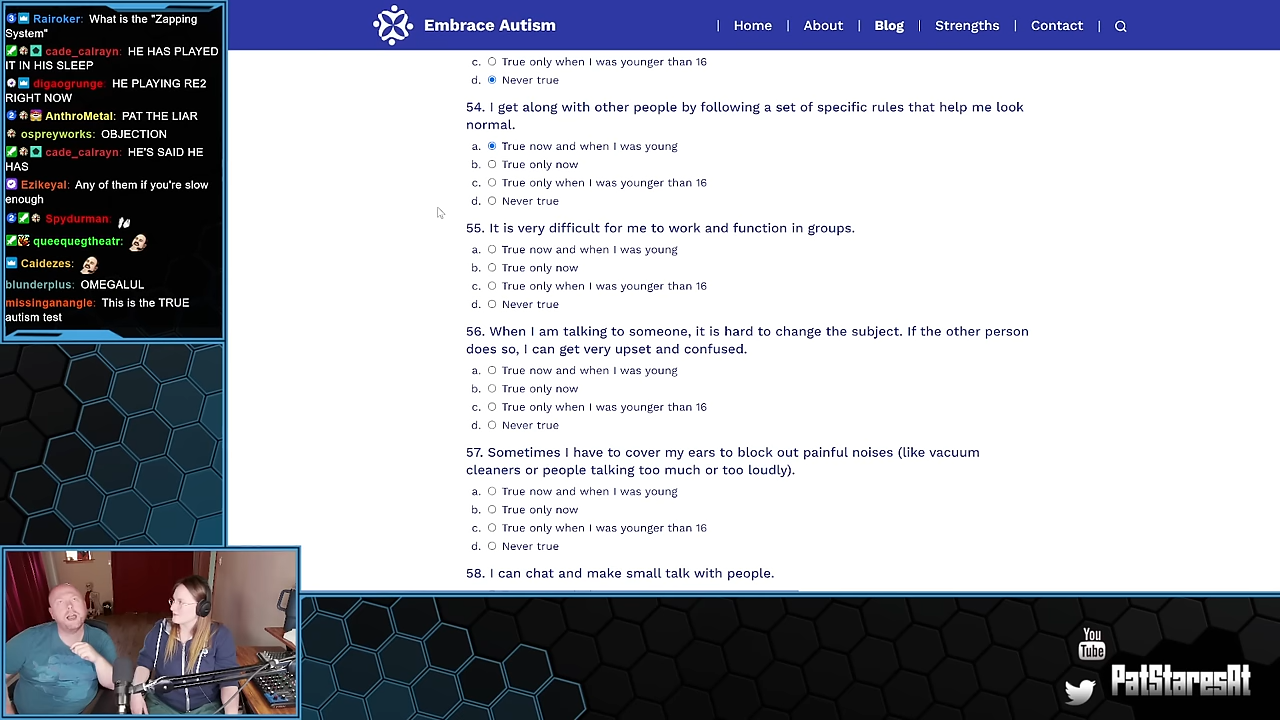 Rairoker: What is the "Zapping
System"
cade_calrayn: HE HAS PLAYED
IT IN HIS SLEEP
digaogrunge: HE PLAYING RE2
RIGHT NOW
AnthroMetal: PAT THE LIAR
ospreyworks: OBJECTION
cade_calrayn: HE'S SAID HE
HAS
Ezikeyal: Any of them if you're slow
enough
Spydurman:
queequegtheatr:
Caidezes:
blunderplus: OMEGALUL
missinganangle: This is the TRUE
autism test
Embrace Autism
Home
About
Blog
Strengths
Contact
c. True only when I was younger than 16
d. Never true
54. I get along with other people by following a set of specific rules that help me look
normal.
a. True now and when I was young
b. True only now
c. True only when I was younger than 16
d. Never true
55. It is very difficult for me to work and function in groups.
a. True now and when I was young
b. True only now
c. True only when I was younger than 16
d. Never true
56. When I am talking to someone, it is hard to change the subject. If the other person
does so, I can get very upset and confused.
a. True now and when I was young
b. True only now
c. True only when I was younger than 16
d. Never true
57. Sometimes I have to cover my ears to block out painful noises (like vacuum
cleaners or people talking too much or too loudly).
a. True now and when I was young
b. True only now
c. True only when I was younger than 16
d. Never true
58. I can chat and make small talk with people.
You
Tube
PatStaresAt